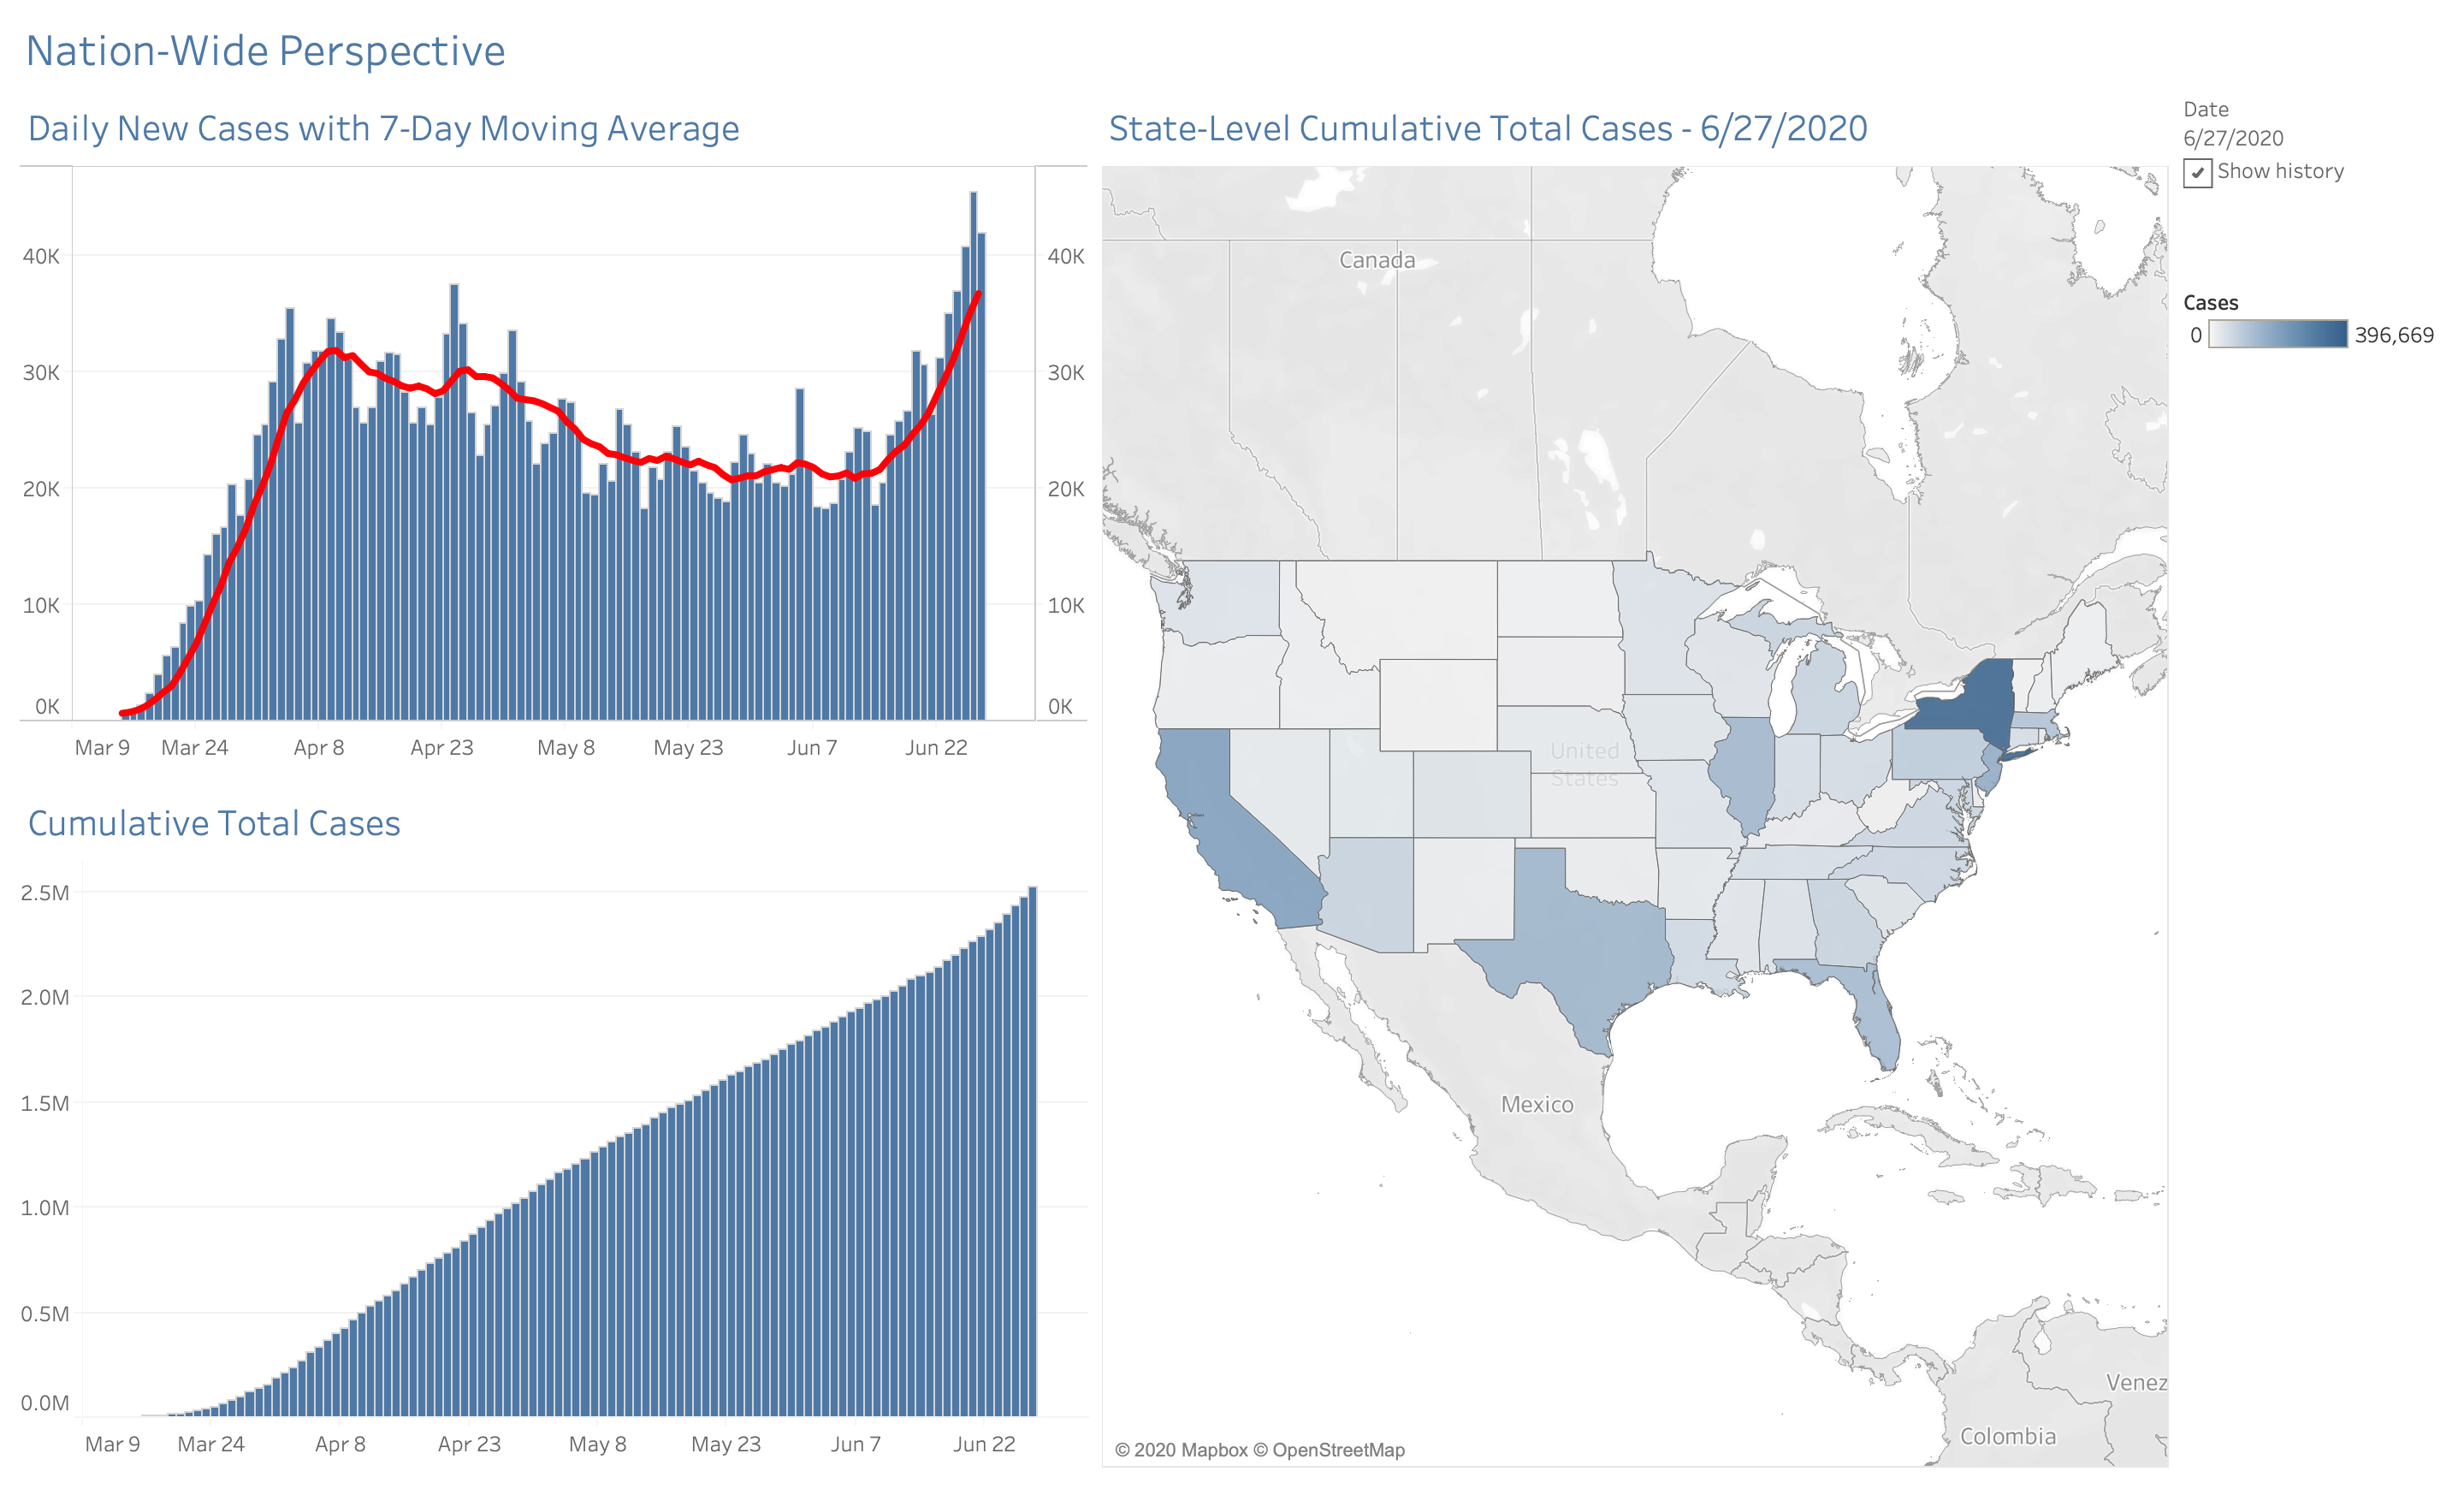 Nation-Wide Perspective
Daily New Cases with 7-Day Moving Average
40K
30K
20K
10K
0K
40K
30K
20K
10K
0K
Mar 9 Mar 24 Apr 8 Apr 23 May 8 May 23 Jun 7 Jun 22
Cumulative Total Cases
2.5M
2.0M
1.5M
1.0M
0.5M
0.0M
Mar 9 Mar 24 Apr 8 Apr 23 May 8 May 23 Jun 7 Jun 22
State-Level Cumulative Total Cases - 6/27/2020
Canada
United
States
Mexico
Venez
Colombia
© 2020 Mapbox © OpenStreetMap
Date
6/27/2020
Show history
Cases
0 396,669